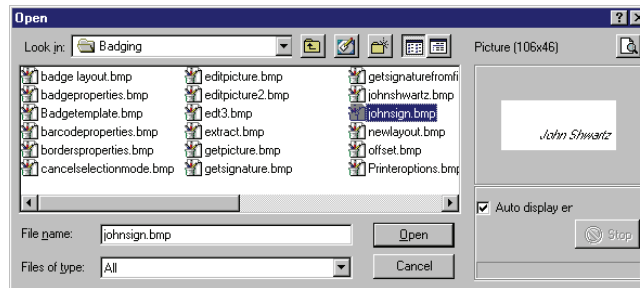 Open
Look in: Badging
Picture (106x46)
badge layout.bmp
badgeproperties.bmp
Badgetemplate.bmp
barcodeproperties.bmp
bordersproperties.bmp
cancelselectionmode.bmp
editpicture.bmp
editpicture2.bmp
edt3.bmp
extract.bmp
getpicture.bmp
getsignature.bmp
getsignaturefromfi
johnshwartz.bmp
johnsign.bmp
newlayout.bmp
offset.bmp
Printeroptions.bmp
John Shwartz
Auto display er
Stop
File name: johnsign.bmp
Open
Files of type: All
Cancel